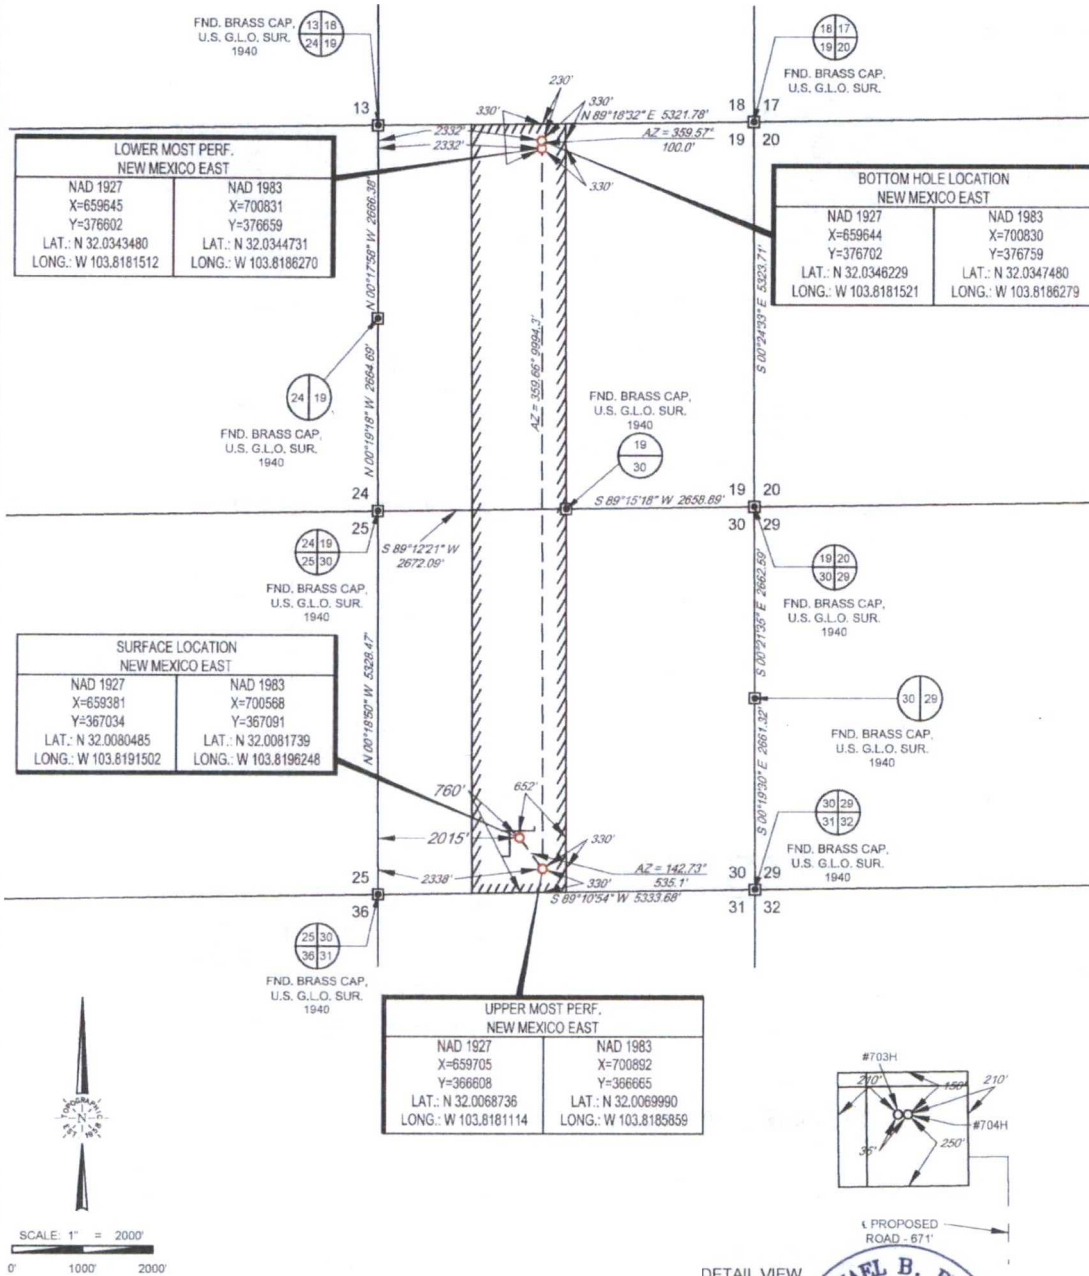 FND. BRASS CAP,
U.S. G.L.O. SUR.
1940
13 18
24 19
18 17
19 20
FND. BRASS CAP,
U.S. G.L.O. SUR.
230'
330'
330'
N 89°18'32" E 5321.78'
13
18 17
19 20
2332'
2332'
AZ = 359.57°
100.0'
330'
LOWER MOST PERF.
NEW MEXICO EAST
NAD 1927
X=659645
Y=376602
LAT.: N 32.0343480
LONG.: W 103.8181512
NAD 1983
X=700831
Y=376659
LAT.: N 32.0344731
LONG.: W 103.8186270
BOTTOM HOLE LOCATION
NEW MEXICO EAST
NAD 1927
X=659644
Y=376702
LAT.: N 32.0346229
LONG.: W 103.8181521
NAD 1983
X=700830
Y=376759
LAT.: N 32.0347480
LONG.: W 103.8186279
N 00°17'58" W 2666.38'
S 00°24'33" E 5323.71'
AZ = 359.66° 9994.3'
24 19
FND. BRASS CAP,
U.S. G.L.O. SUR.
1940
N 00°19'18" W 2664.69'
FND. BRASS CAP,
U.S. G.L.O. SUR.
1940
19
30
24
25
S 89°15'18" W 2658.69'
19 20
30 29
S 89°12'21" W
2672.09'
24 19
25 30
FND. BRASS CAP,
U.S. G.L.O. SUR.
1940
19 20
30 29
FND. BRASS CAP,
U.S. G.L.O. SUR.
1940
S 00°21'35" E 2662.59'
SURFACE LOCATION
NEW MEXICO EAST
NAD 1927
X=659381
Y=367034
LAT.: N 32.0080485
LONG.: W 103.8191502
NAD 1983
X=700568
Y=367091
LAT.: N 32.0081739
LONG.: W 103.8196248
N 00°18'50" W 5328.47'
30 29
FND. BRASS CAP,
U.S. G.L.O. SUR.
1940
S 00°19'30" E 2661.32'
760'
652'
2015'
330'
30 29
31 32
FND. BRASS CAP,
U.S. G.L.O. SUR.
1940
25
36
2338'
330'
AZ = 142.73°
535.1'
S 89°10'54" W 5333.68'
30 29
31 32
25 30
36 31
FND. BRASS CAP,
U.S. G.L.O. SUR.
1940
UPPER MOST PERF.
NEW MEXICO EAST
NAD 1927
X=659705
Y=366608
LAT.: N 32.0068736
LONG.: W 103.8181114
NAD 1983
X=700892
Y=366665
LAT.: N 32.0069990
LONG.: W 103.8185859
TOPOGRAPHIC
N
EST. 1958
SCALE: 1" = 2000'
0' 1000' 2000'
#703H
210'
150'
210'
#704H
35'
250'
℄ PROPOSED
ROAD - 671'
DETAIL VIEW